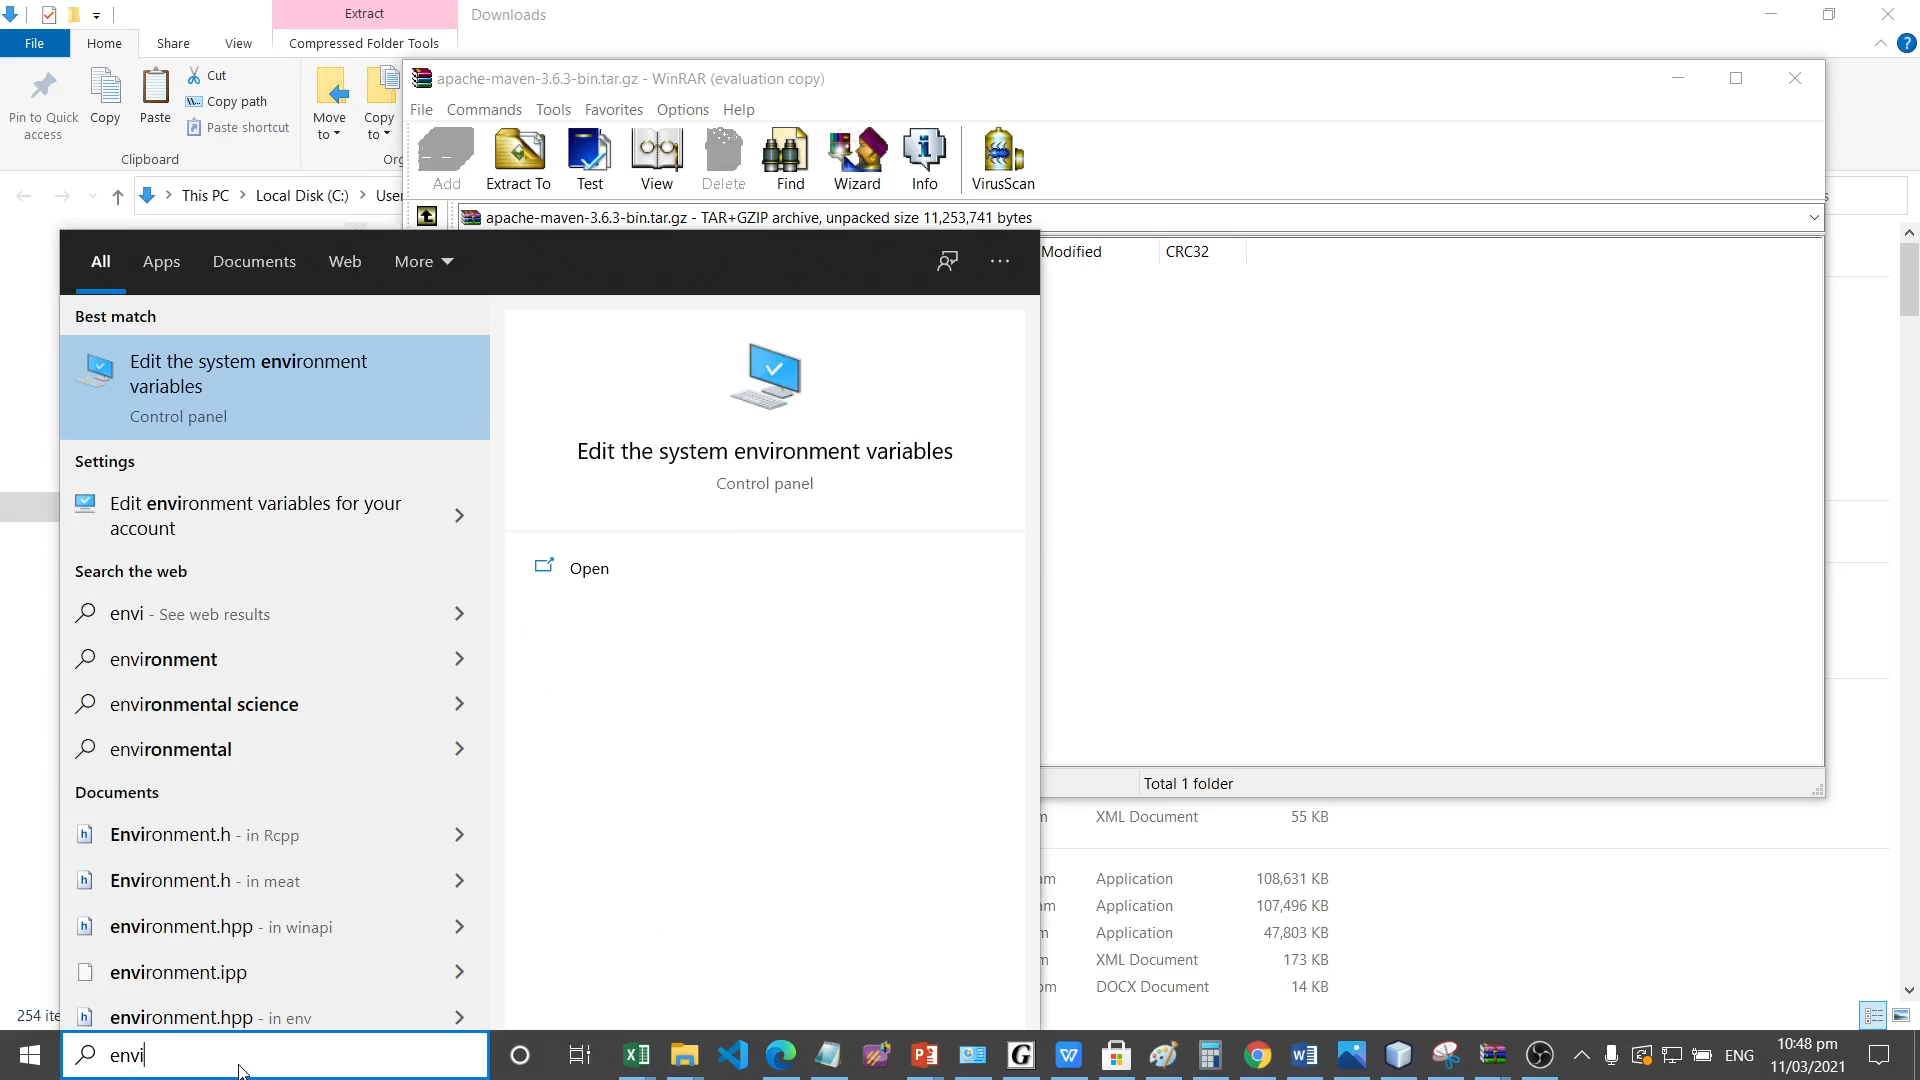 Extract
Downloads
File
Home
Share
View
Compressed Folder Tools
Pin to Quick
access
Copy
Paste
Cut
Copy path
Paste shortcut
Move
to
Copy
to
Clipboard
This PC
Local Disk (C:)
apache-maven-3.6.3-bin.tar.gz - WinRAR (evaluation copy)
File Commands Tools Favorites Options Help
Add
Extract To
Test
View
Delete
Find
Wizard
Info
VirusScan
apache-maven-3.6.3-bin.tar.gz - TAR+GZIP archive, unpacked size 11,253,741 bytes
Modified
CRC32
All
Apps
Documents
Web
More
Best match
Edit the system environment
variables
Control panel
Settings
Edit environment variables for your
account
Search the web
envi - See web results
environment
environmental science
environmental
Documents
Environment.h - in Rcpp
Environment.h - in meat
environment.hpp - in winapi
environment.ipp
environment.hpp - in env
Edit the system environment variables
Control panel
Open
Total 1 folder
XML Document 55 KB
Application 108,631 KB
Application 107,496 KB
Application 47,803 KB
XML Document 173 KB
DOCX Document 14 KB
254
envi
ENG
10:48 pm
11/03/2021